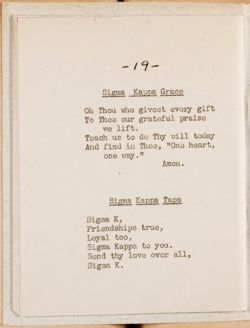 -19-
Sigma Kappa Grace
Oh Thou who givest every gift
To Thee our grateful praise
we lift.
Teach us to do Thy will today
And find in Thee, "One heart,
one way."
Amen.
Sigma Kappa Taps
Sigma K,
Friendships true,
Loyal too,
Sigma Kappa to you.
Send thy love over all,
Sigma K.